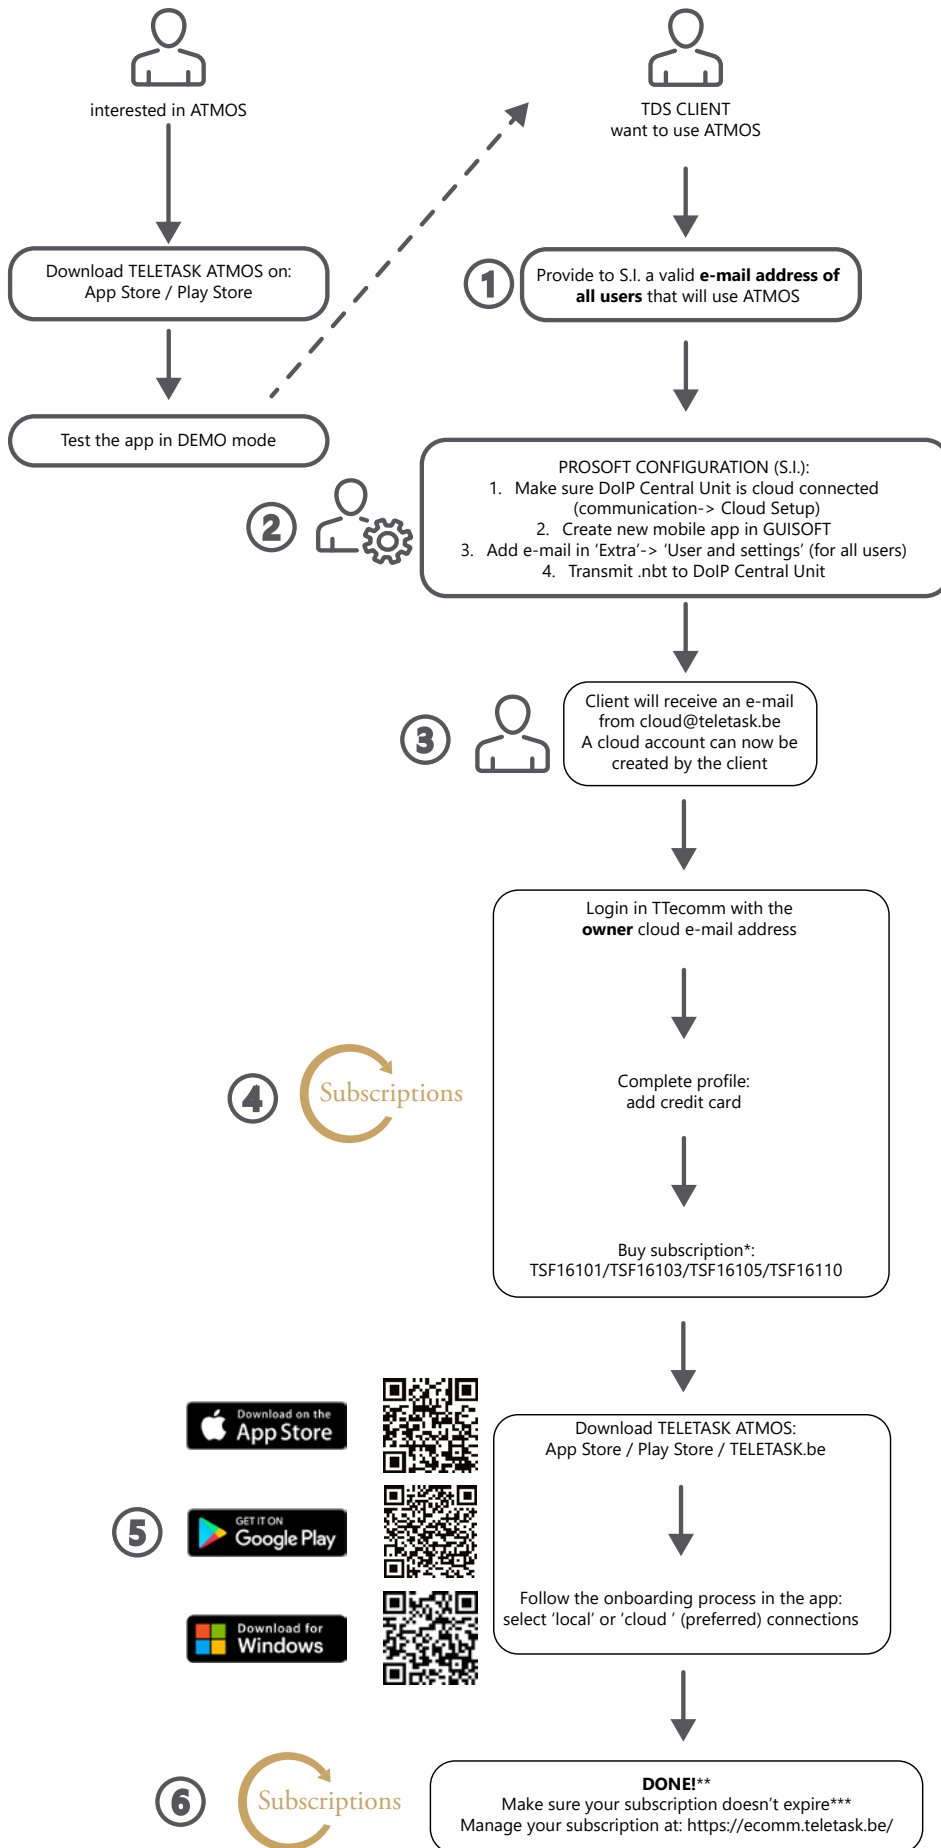 interested in ATMOS
TDS CLIENT
want to use ATMOS
Download TELETASK ATMOS on:
App Store / Play Store
1
Provide to S.I. a valid e-mail address of
all users that will use ATMOS
Test the app in DEMO mode
2
PROSOFT CONFIGURATION (S.I.):
1. Make sure DoIP Central Unit is cloud connected
(communication-> Cloud Setup)
2. Create new mobile app in GUISOFT
3. Add e-mail in ‘Extra’-> ‘User and settings’ (for all users)
4. Transmit .nbt to DoIP Central Unit
3
Client will receive an e-mail
from cloud@teletask.be
A cloud account can now be
created by the client
Login in TTecomm with the
owner cloud e-mail address
4
Subscriptions
Complete profile:
add credit card
Buy subscription*:
TSF16101/TSF16103/TSF16105/TSF16110
Download on the
App Store
Download TELETASK ATMOS:
App Store / Play Store / TELETASK.be
5
GET IT ON
Google Play
Follow the onboarding process in the app:
select ‘local’ or ‘cloud ’ (preferred) connections
Download for
Windows
6
Subscriptions
DONE!**
Make sure your subscription doesn’t expire***
Manage your subscription at: https://ecomm.teletask.be/